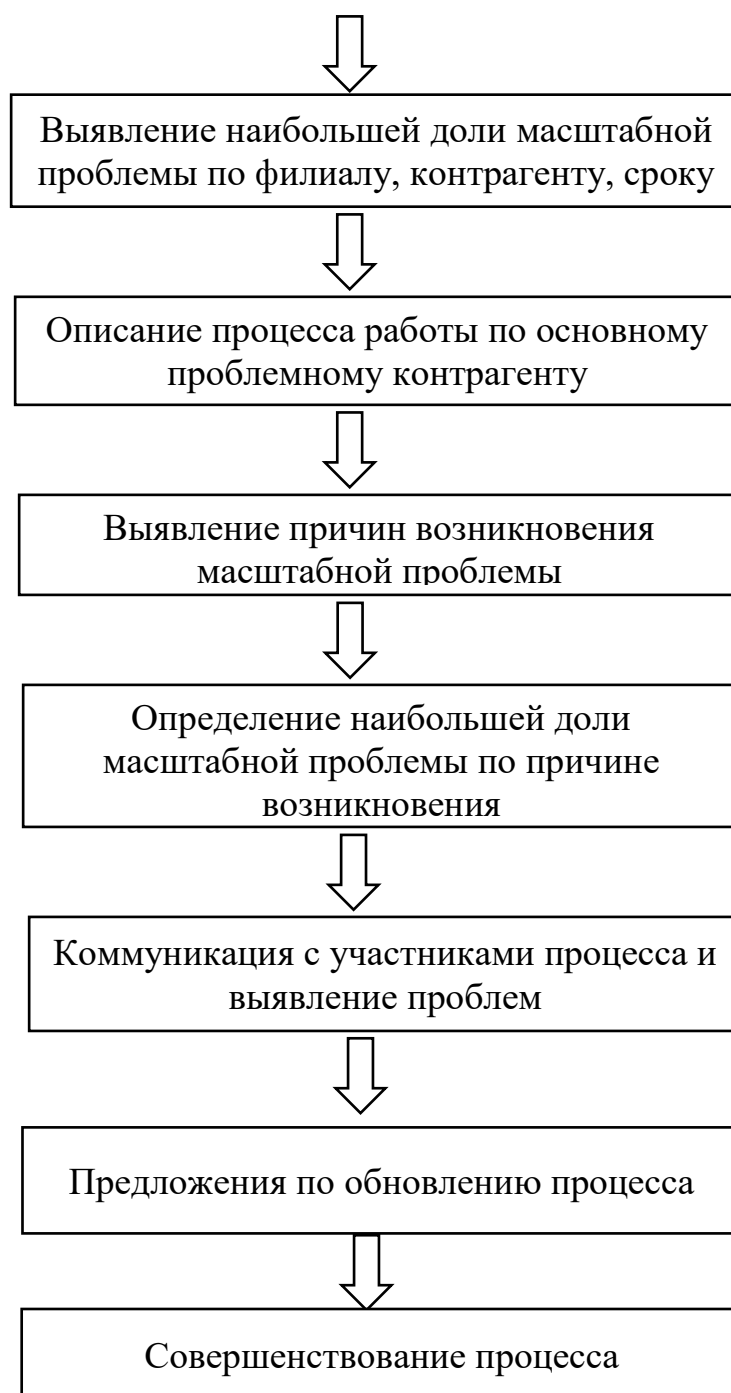 Выявление наибольшей доли масштабной
проблемы по филиалу, контрагенту, сроку
Описание процесса работы по основному
проблемному контрагенту
Выявление причин возникновения
масштабной проблемы
Определение наибольшей доли
масштабной проблемы по причине
возникновения
Коммуникация с участниками процесса и
выявление проблем
Предложения по обновлению процесса
Совершенствование процесса